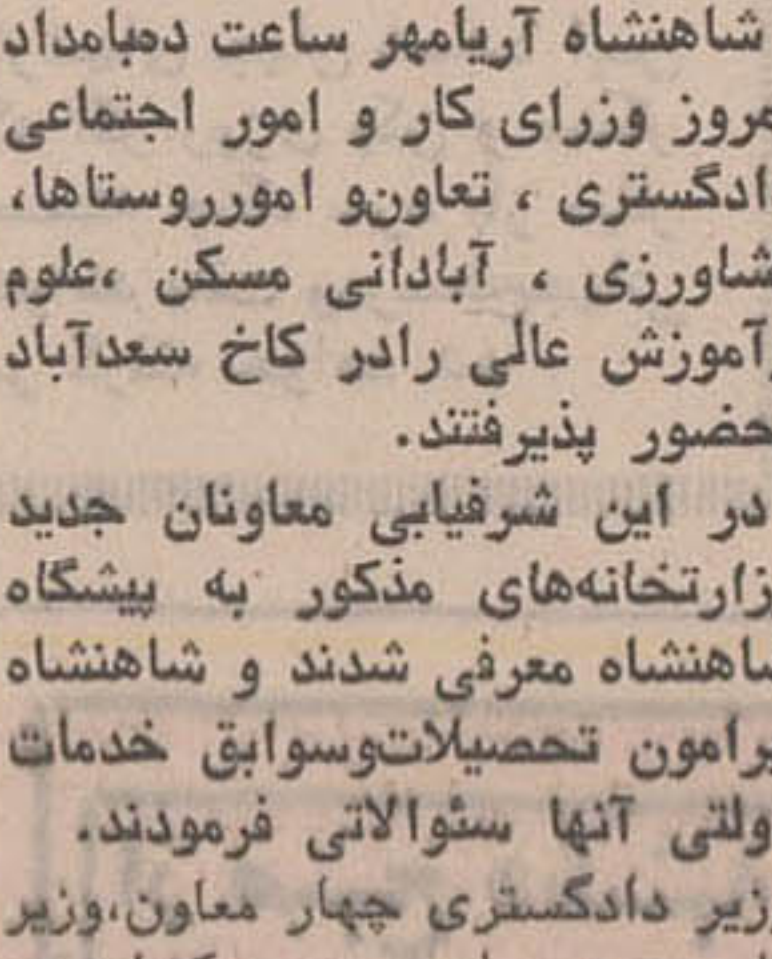 شاهنشاه آریامهر ساعت ده‌بامداد
مروز وزرای کار و امور اجتماعی
ادگستری ، تعاون‌و امورروستاها،
شاورزی ، آبادانی مسکن ،علوم
آموزش عالی رادر کاخ سعدآباد
حضور پذیرفتند.
در این شرفیابی معاونان جدید
زارتخانه‌های مذکور به پیشگاه
شاهنشاه معرفی شدند و شاهنشاه
یرامون تحصیلات‌وسوابق خدمات
ولتی آنها سئوالاتی فرمودند.
وزیر دادگستری چهار معاون،وزیر